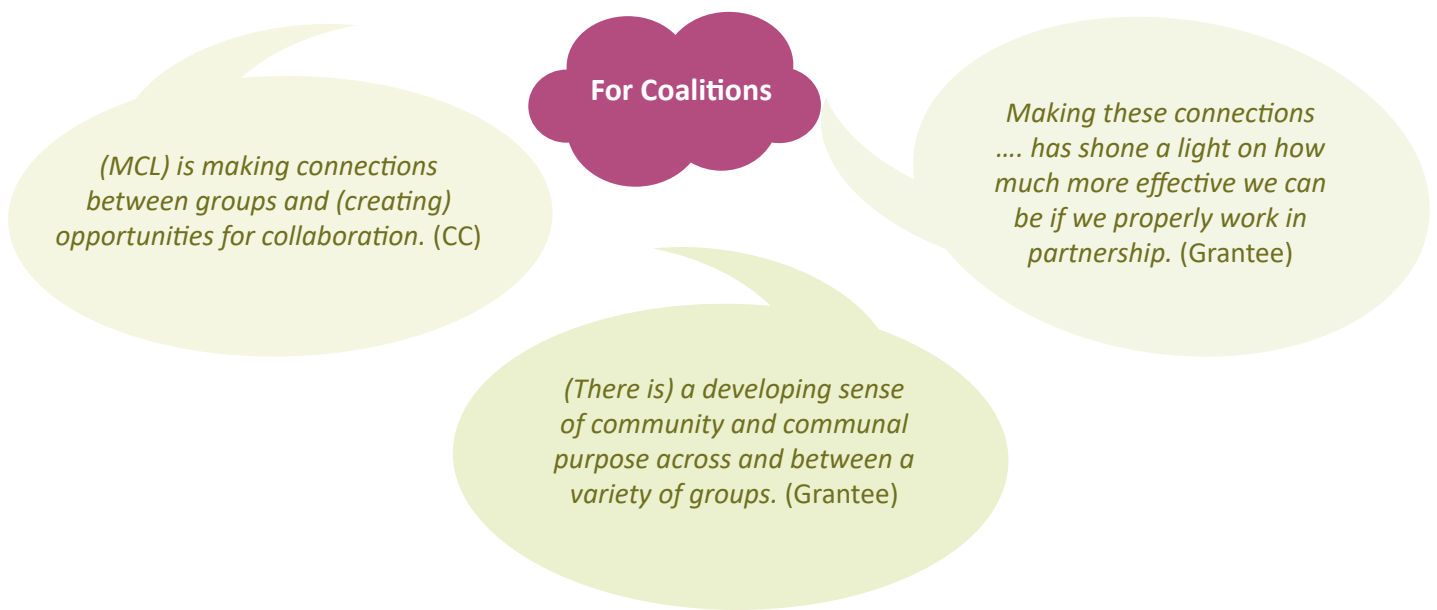 For Coalitions
(MCL) is making connections
between groups and (creating)
opportunities for collaboration. (CC)
Making these connections
.... has shone a light on how
much more effective we can
be if we properly work in
partnership. (Grantee)
(There is) a developing sense
of community and communal
purpose across and between a
variety of groups. (Grantee)